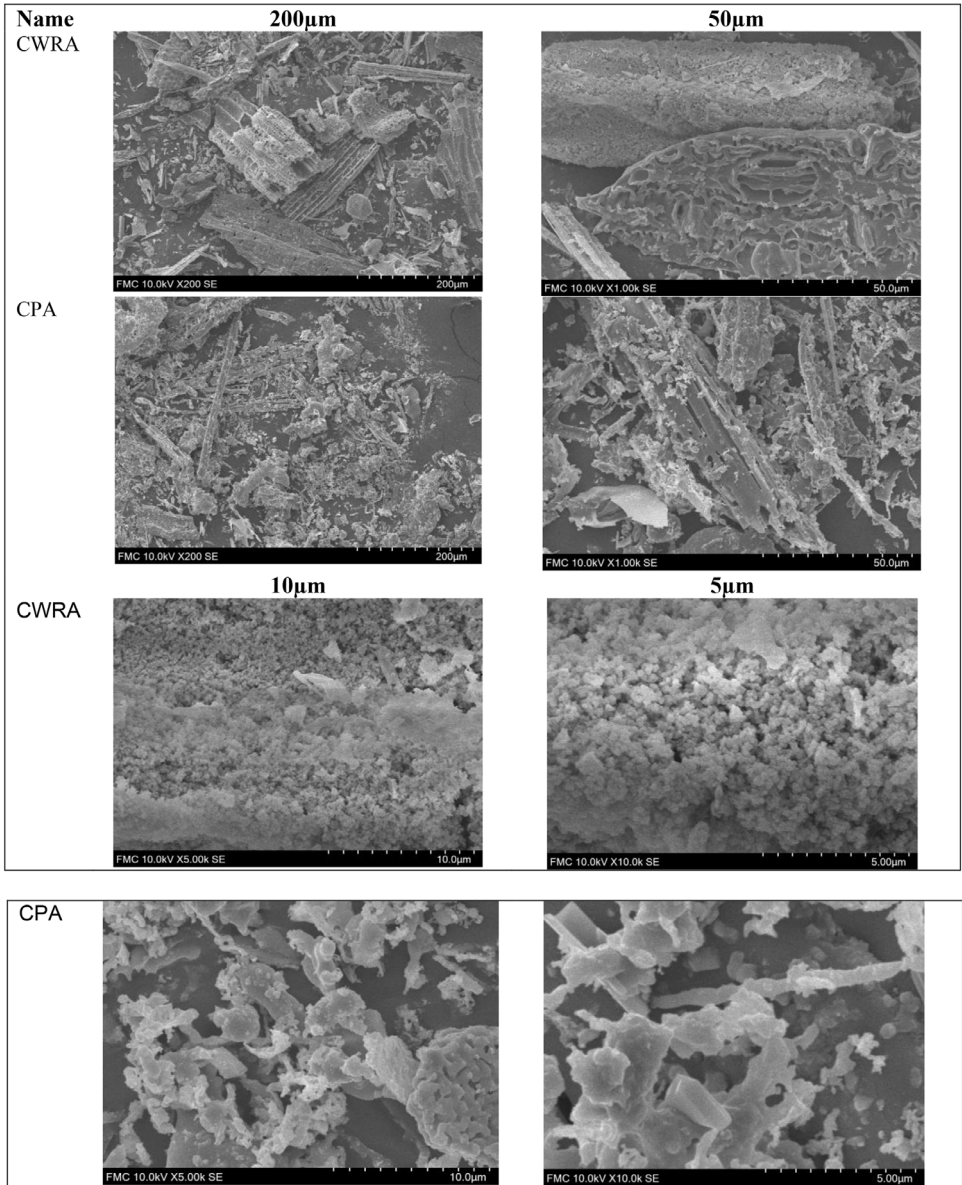 Name 200µm 50µm
CWRA
FMC 10.0kV X200 SE 200µm
FMC 10.0kV X1.00k SE 50.0µm
CPA
FMC 10.0kV X200 SE 200µm
FMC 10.0kV X1.00k SE 50.0µm
10µm 5µm
CWRA
FMC 10.0kV X5.00k SE 10.0µm
FMC 10.0kV X10.0k SE 5.00µm
CPA
FMC 10.0kV X5.00k SE 10.0µm
FMC 10.0kV X10.0k SE 5.00µm